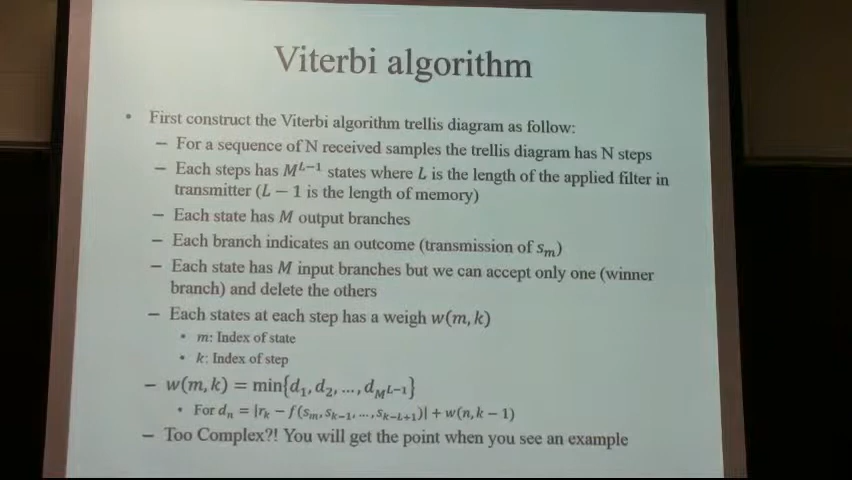 Viterbi algorithm
• First construct the Viterbi algorithm trellis diagram as follow:
– For a sequence of N received samples the trellis diagram has N steps
– Each steps has M^{L−1} states where L is the length of the applied filter in
transmitter (L − 1 is the length of memory)
– Each state has M output branches
– Each branch indicates an outcome (transmission of s_m)
– Each state has M input branches but we can accept only one (winner
branch) and delete the others
– Each states at each step has a weigh w(m, k)
• m: Index of state
• k: Index of step
– w(m, k) = min{d_1, d_2, …, d_{M^{L−1}}}
• For d_n = |r_k − f(s_m, s_{k−1}, …, s_{k−L+1})| + w(n, k − 1)
– Too Complex?! You will get the point when you see an example